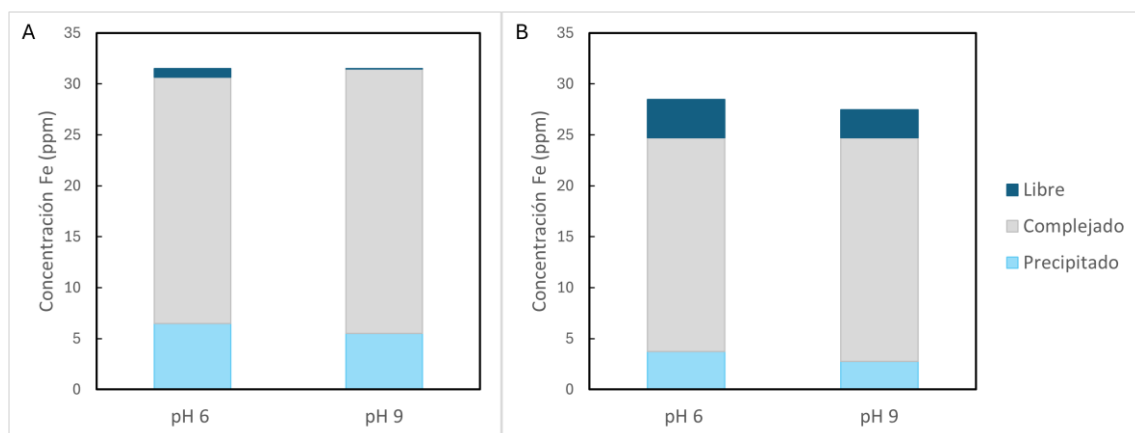 A
35
30
25
20
15
10
5
0
Concentración Fe (ppm)
pH 6
pH 9
B
35
30
25
20
15
10
5
0
Concentración Fe (ppm)
pH 6
pH 9
Libre
Complejado
Precipitado